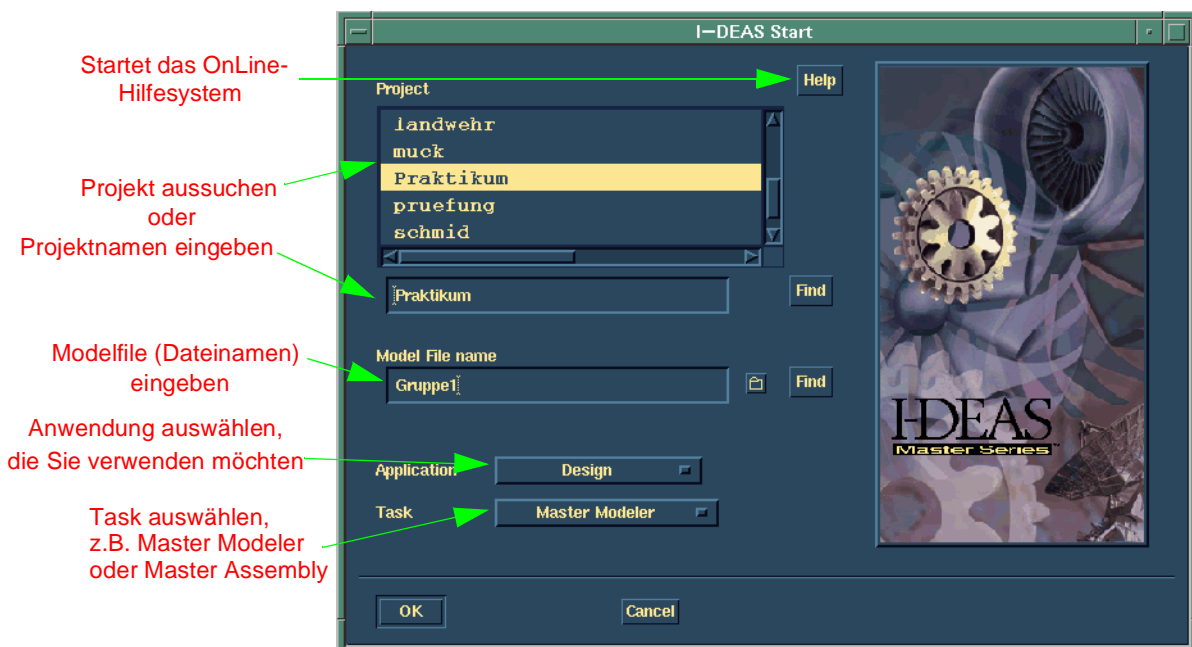 I-DEAS Start
Startet das OnLine-
Hilfesystem
Help
Project
landwehr
muck
Praktikum
pruefung
schmid
Projekt aussuchen
oder
Projektnamen eingeben
Praktikum
Find
Modelfile (Dateinamen)
eingeben
Model File name
Gruppe1
Find
Anwendung auswählen,
die Sie verwenden möchten
Application
Design
Task auswählen,
z.B. Master Modeler
oder Master Assembly
Task
Master Modeler
I-DEAS
Master Series™
OK
Cancel